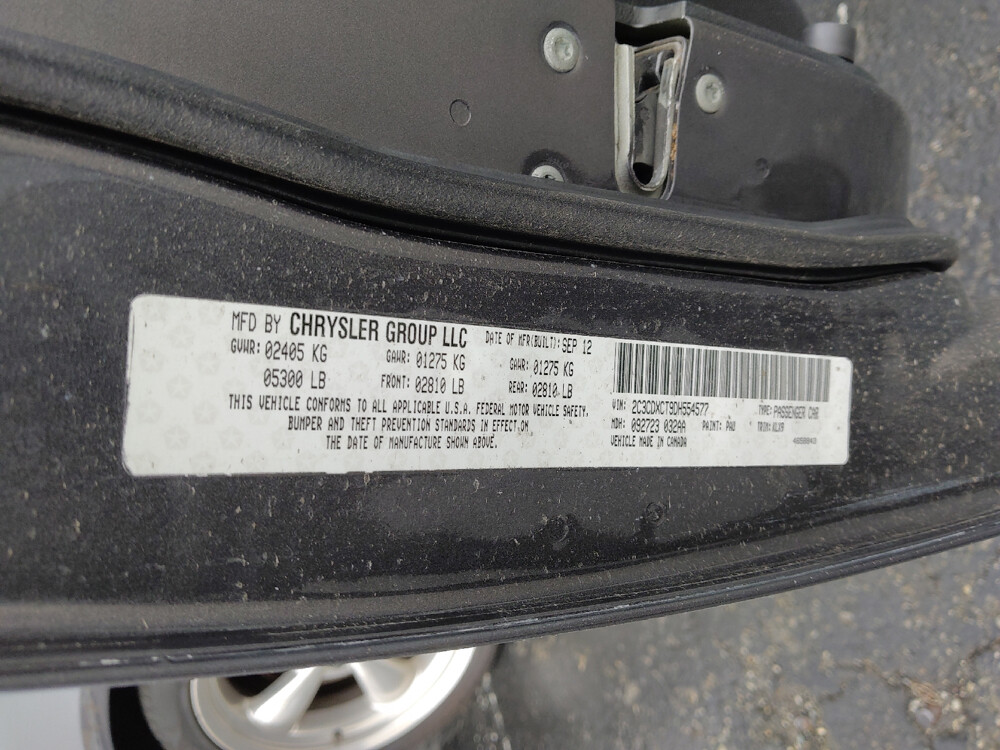 MFD BY CHRYSLER GROUP LLC DATE OF MFR(BUILT): SEP 12
GVWR: 02405 KG GAWR: 01275 KG GAWR: 01275 KG
05300 LB FRONT: 02810 LB REAR: 02810 LB
THIS VEHICLE CONFORMS TO ALL APPLICABLE U.S.A. FEDERAL MOTOR VEHICLE SAFETY,
BUMPER AND THEFT PREVENTION STANDARDS IN EFFECT ON
THE DATE OF MANUFACTURE SHOWN ABOVE.
VIN: 2C3CDXCT9DH554577 TYPE: PASSENGER CAR
MDH: 092723 032AA PAINT: PAU TRIM: VLX9
VEHICLE MADE IN CANADA